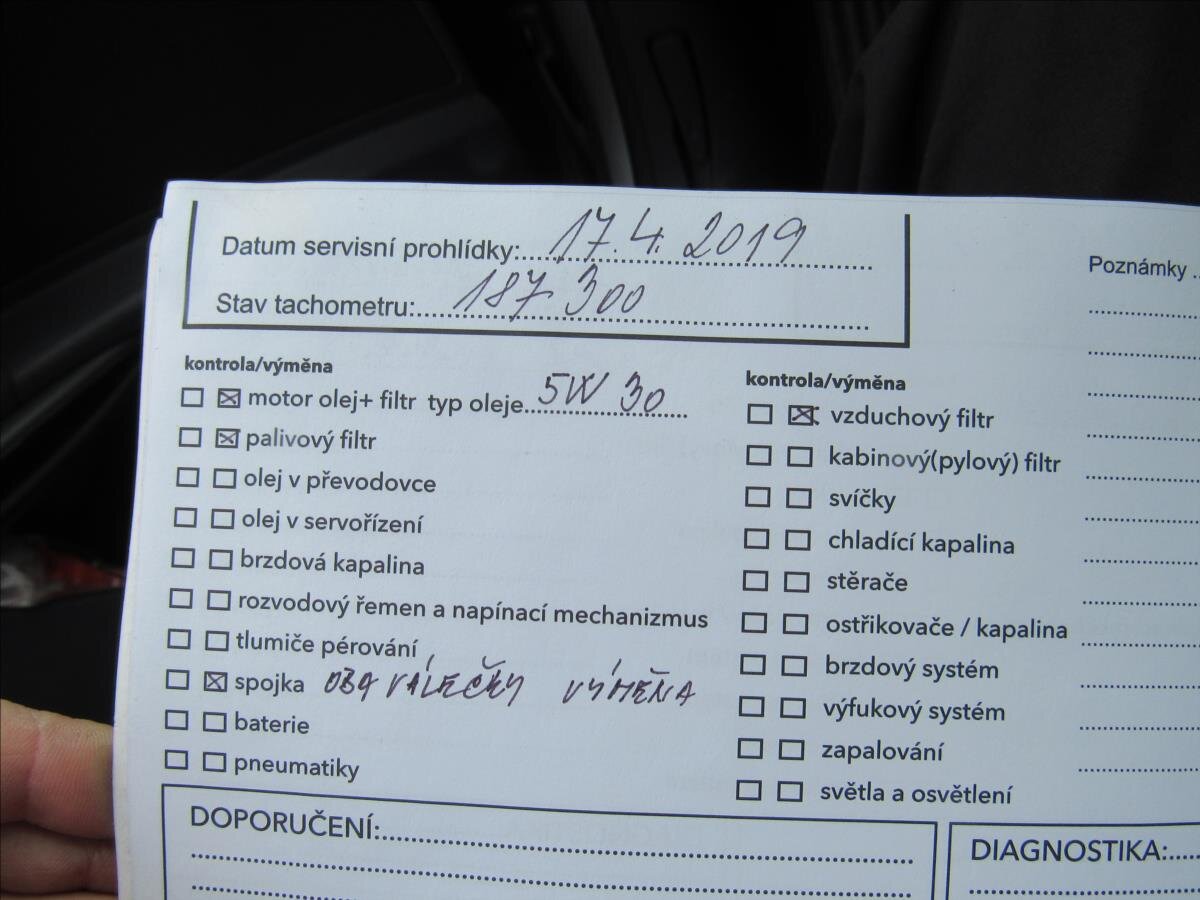 Datum servisní prohlídky: 17.4.2019
Stav tachometru: 187 300
Poznámky
kontrola/výměna
motor olej+ filtr typ oleje 5W 30
palivový filtr
olej v převodovce
olej v servořízení
brzdová kapalina
rozvodový řemen a napínací mechanizmus
tlumiče pérování
spojka OBA VÁLEČKY VÝMĚNA
baterie
pneumatiky
kontrola/výměna
vzduchový filtr
kabinový(pylový) filtr
svíčky
chladící kapalina
stěrače
ostřikovače / kapalina
brzdový systém
výfukový systém
zapalování
světla a osvětlení
DOPORUČENÍ:
DIAGNOSTIKA: